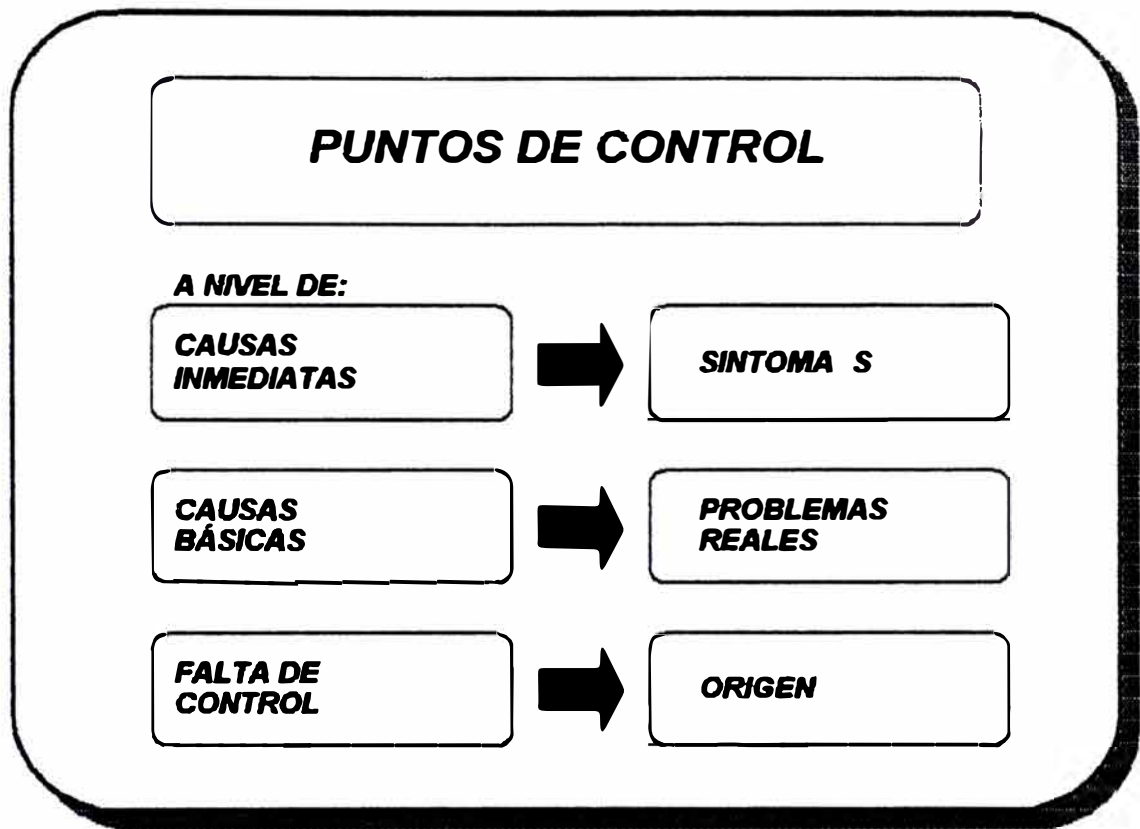 PUNTOS DE CONTROL
A NIVEL DE:
CAUSAS
INMEDIATAS
SINTOMA S
CAUSAS
BÁSICAS
PROBLEMAS
REALES
FALTA DE
CONTROL
ORIGEN